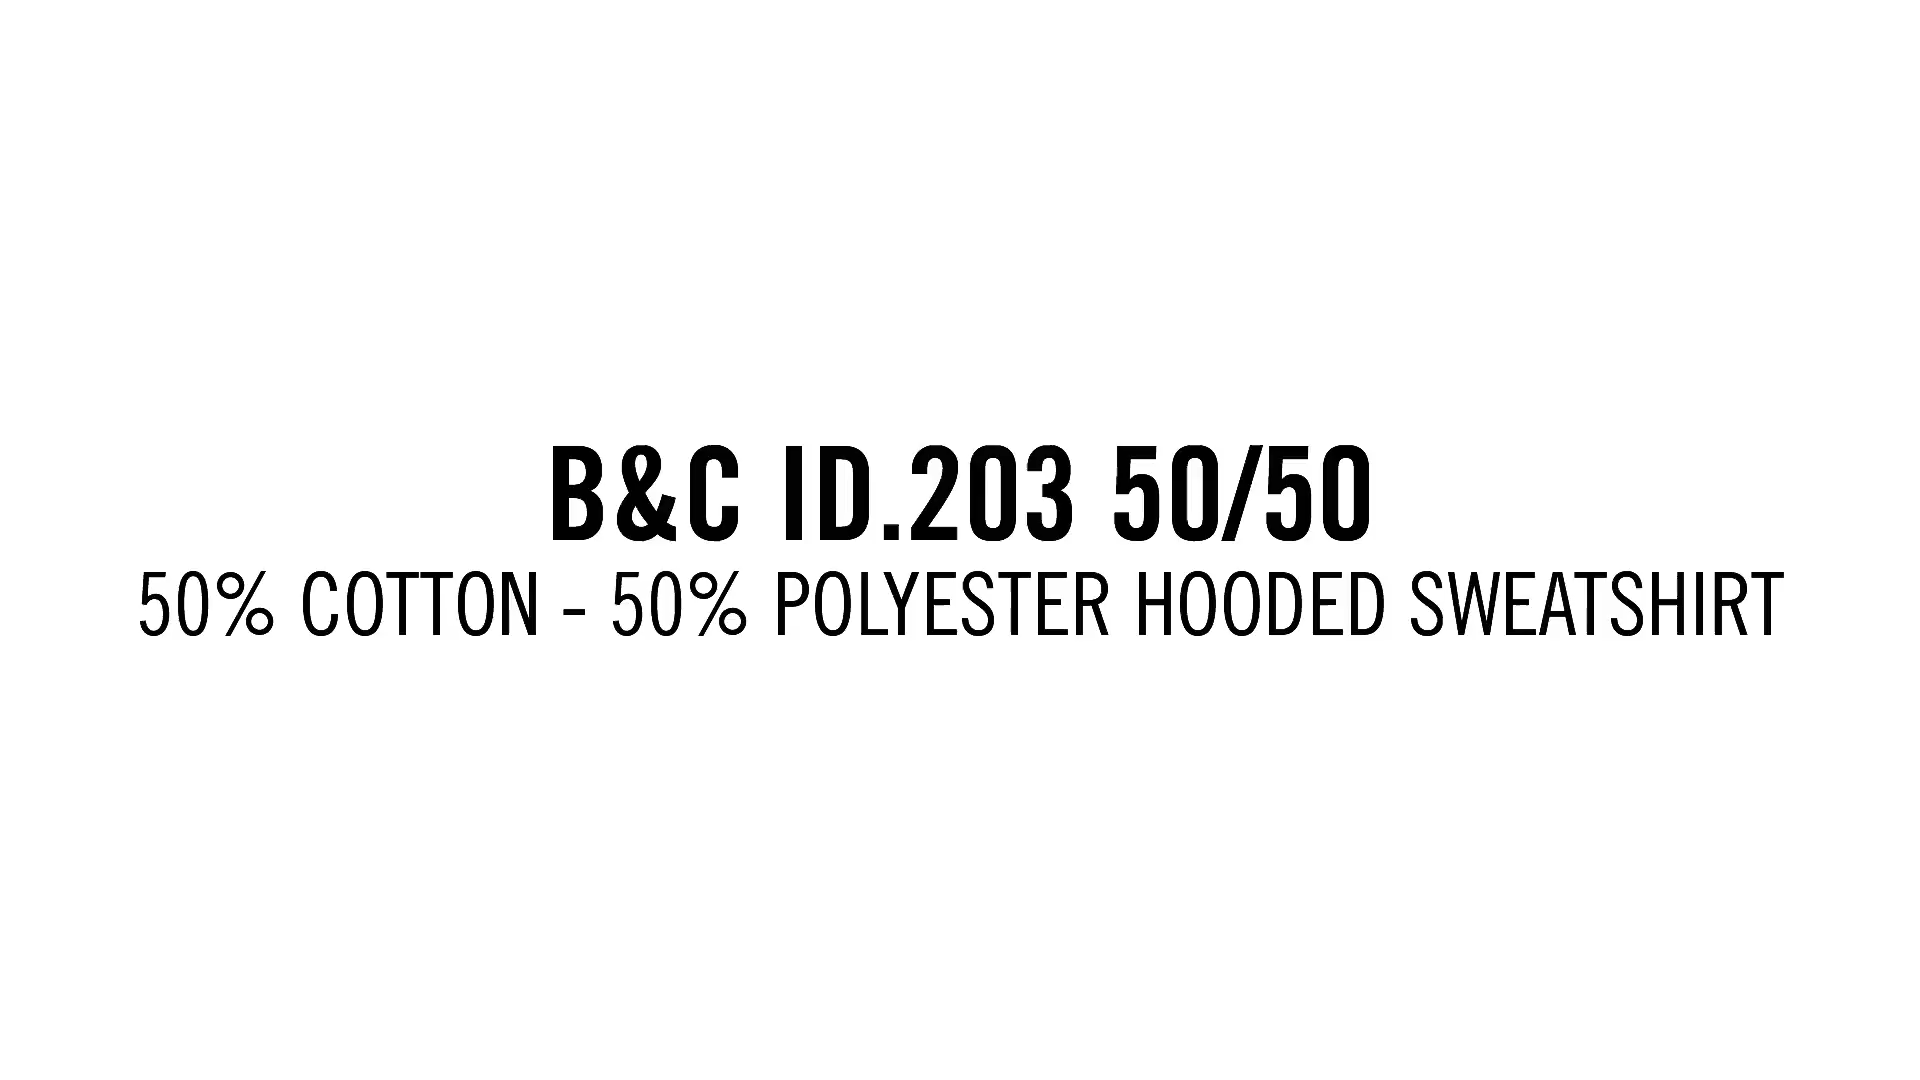 B&C ID.203 50/50
50% COTTON - 50% POLYESTER HOODED SWEATSHIRT